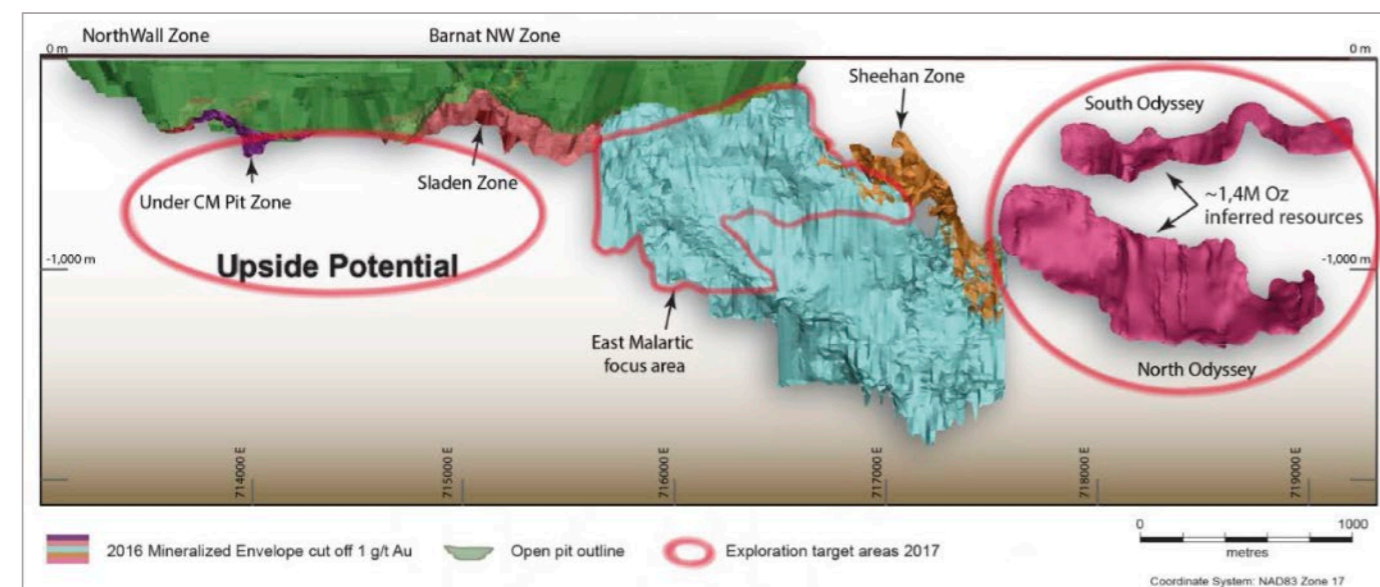 NorthWall Zone
Barnat NW Zone
0 m
0 m
Sheehan Zone
South Odyssey
Under CM Pit Zone
Sladen Zone
~1,4M Oz
inferred resources
Upside Potential
-1,000 m
-1,000 m
East Malartic
focus area
North Odyssey
714000 E
715000 E
716000 E
717000 E
718000 E
719000 E
2016 Mineralized Envelope cut off 1 g/t Au
Open pit outline
Exploration target areas 2017
0
1000
metres
Coordinate System: NAD83 Zone 17